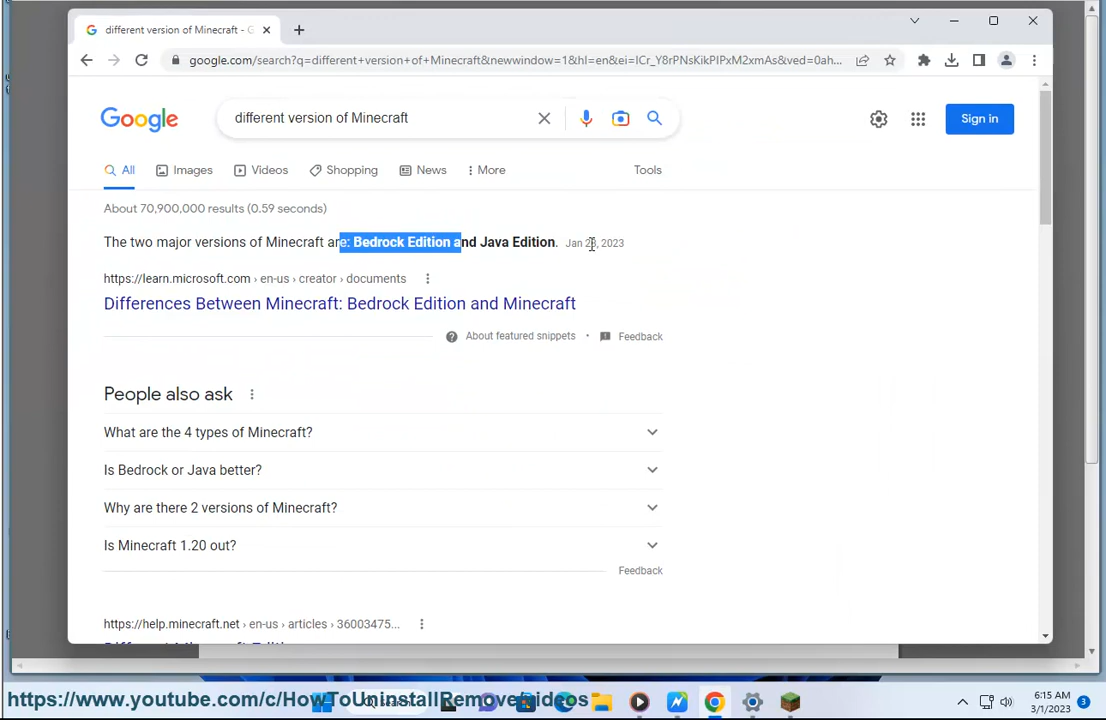 different version of Minecraft - G
google.com/search?q=different+version+of+Minecraft&newwindow=1&hl=en&ei=ICr_Y8rPNsKikPIPxM2xmAs&ved=0ah...
Google
different version of Minecraft
Sign in
All
Images
Videos
Shopping
News
More
Tools
About 70,900,000 results (0.59 seconds)
The two major versions of Minecraft are: Bedrock Edition and Java Edition. Jan 23, 2023
https://learn.microsoft.com › en-us › creator › documents
Differences Between Minecraft: Bedrock Edition and Minecraft
About featured snippets • Feedback
People also ask
What are the 4 types of Minecraft?
Is Bedrock or Java better?
Why are there 2 versions of Minecraft?
Is Minecraft 1.20 out?
Feedback
https://help.minecraft.net › en-us › articles › 36003475...
https://www.youtube.com/c/HowToUninstallRemovevideos
6:15 AM
3/1/2023
3